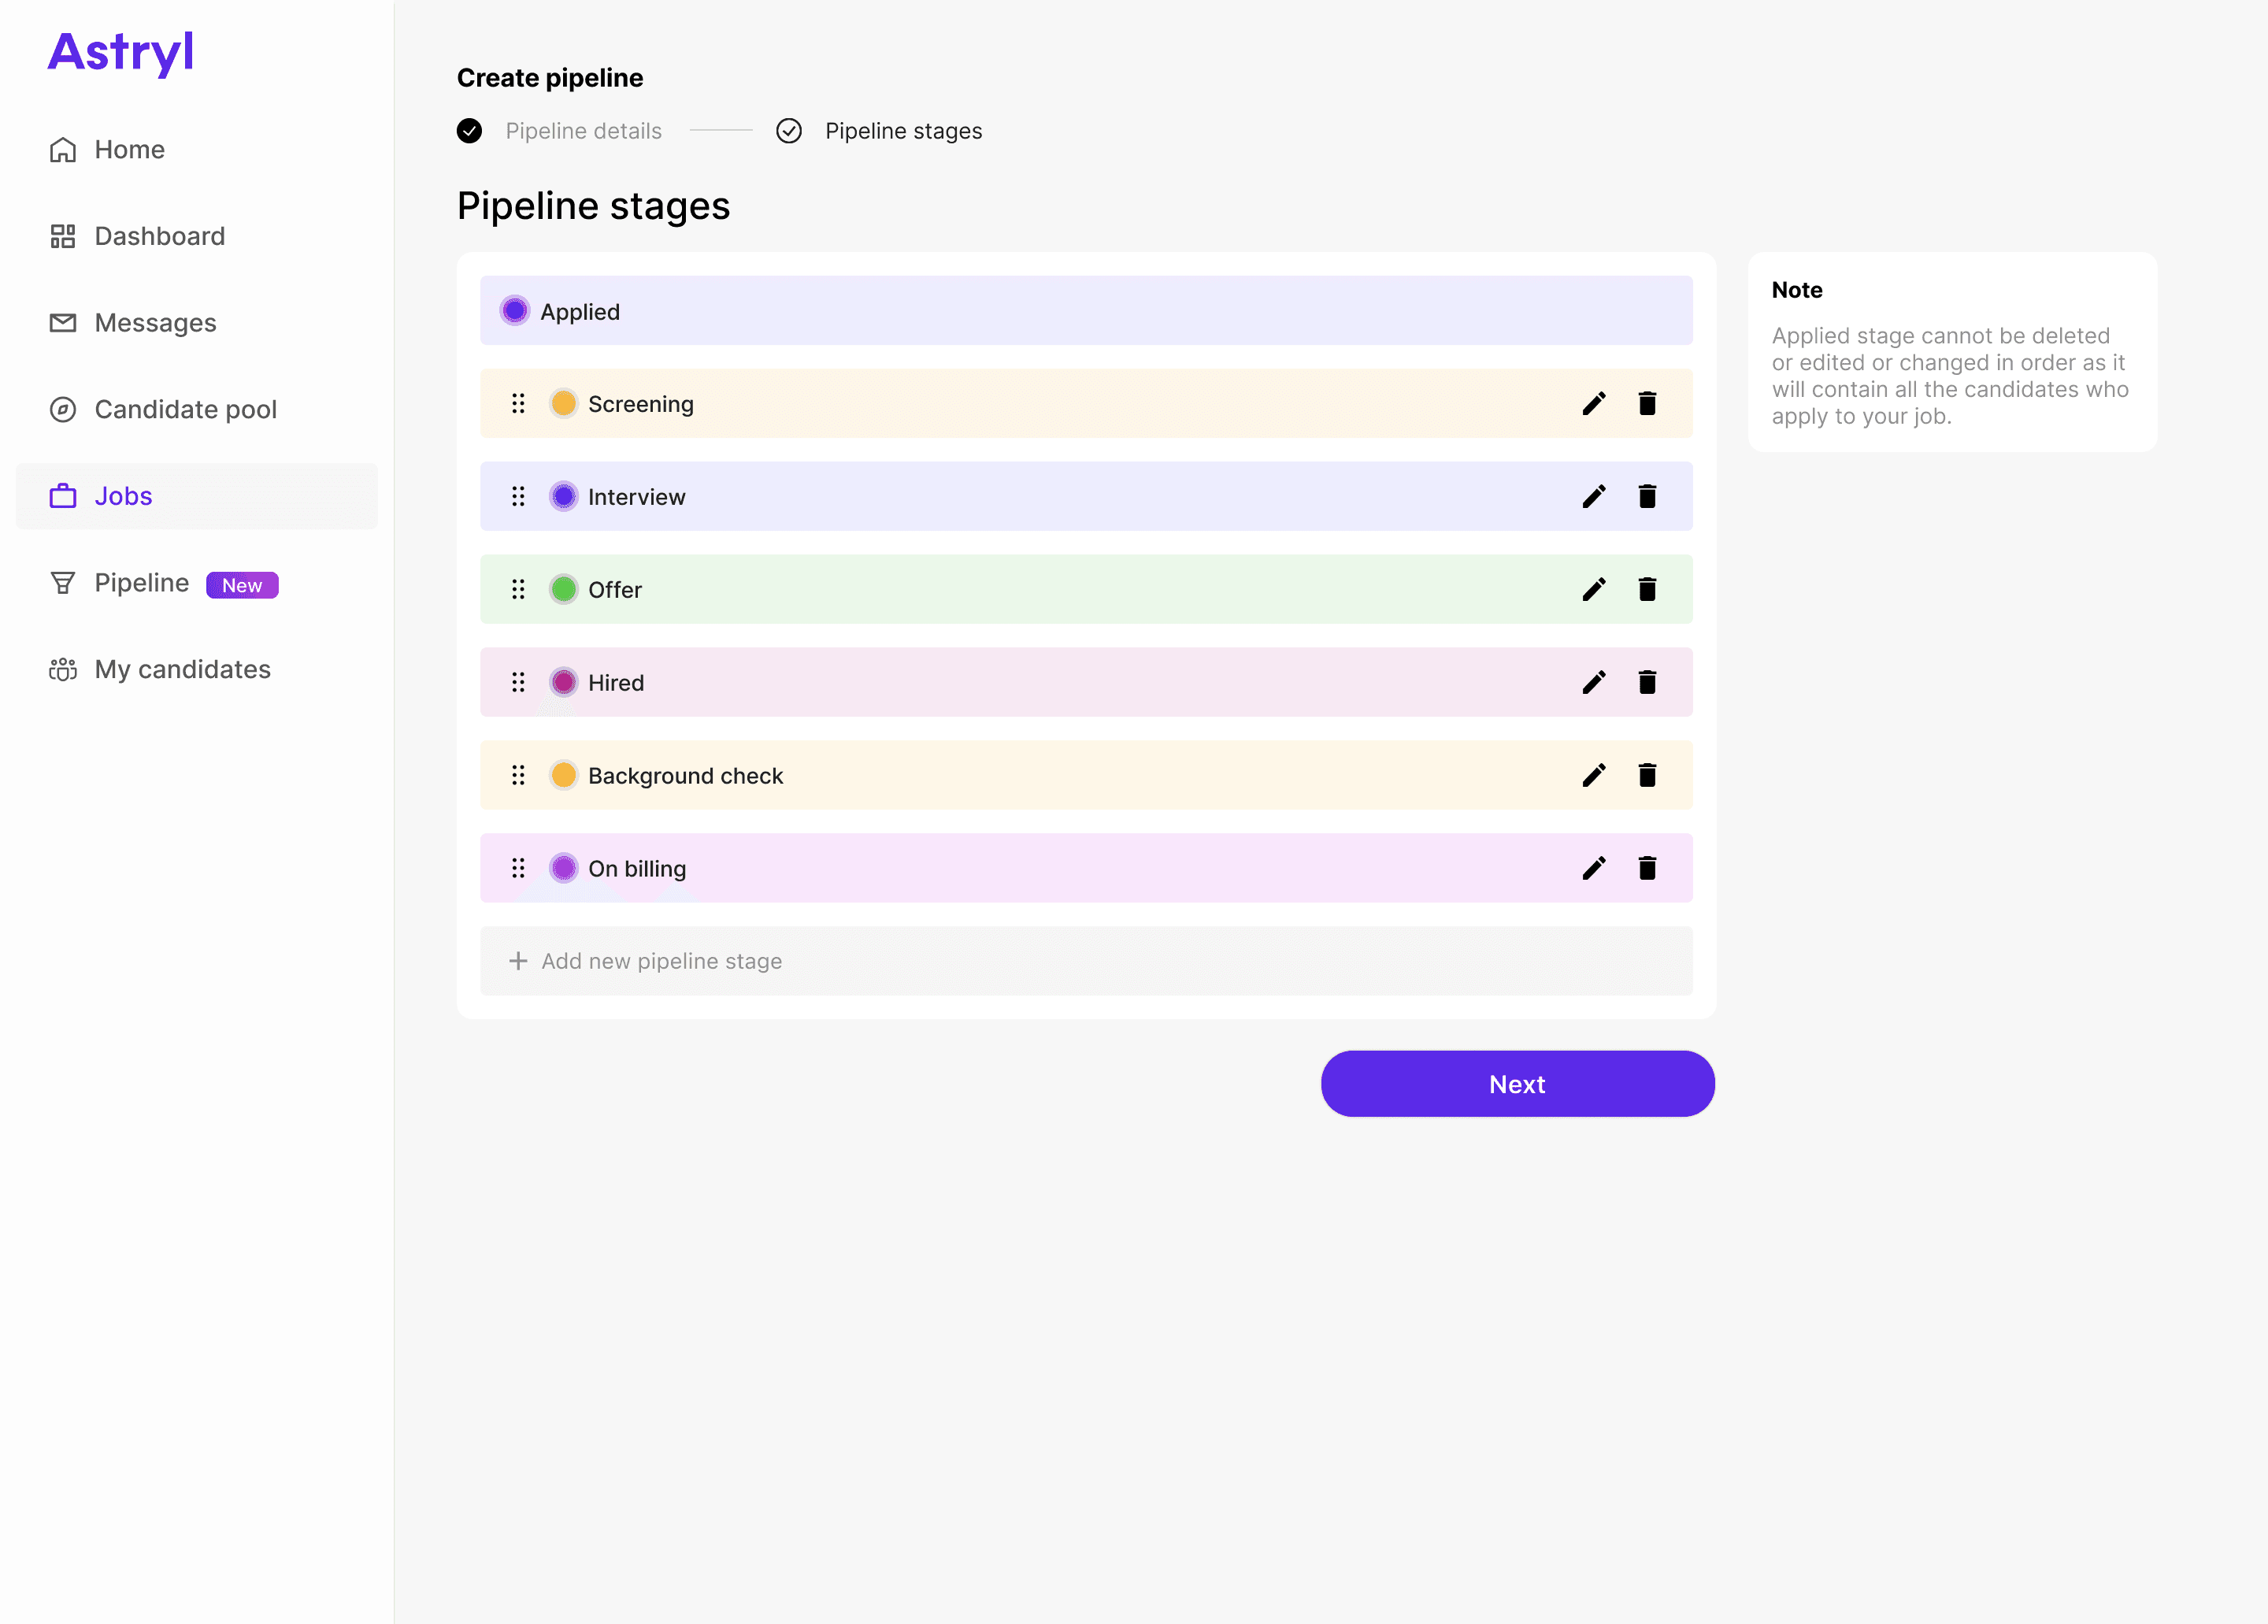 Astryl
Home
Dashboard
Messages
Candidate pool
Jobs
Pipeline New
My candidates
Create pipeline
Pipeline details
Pipeline stages
Pipeline stages
Applied
Screening
Interview
Offer
Hired
Background check
On billing
Add new pipeline stage
Next
Note
Applied stage cannot be deleted
or edited or changed in order as it
will contain all the candidates who
apply to your job.